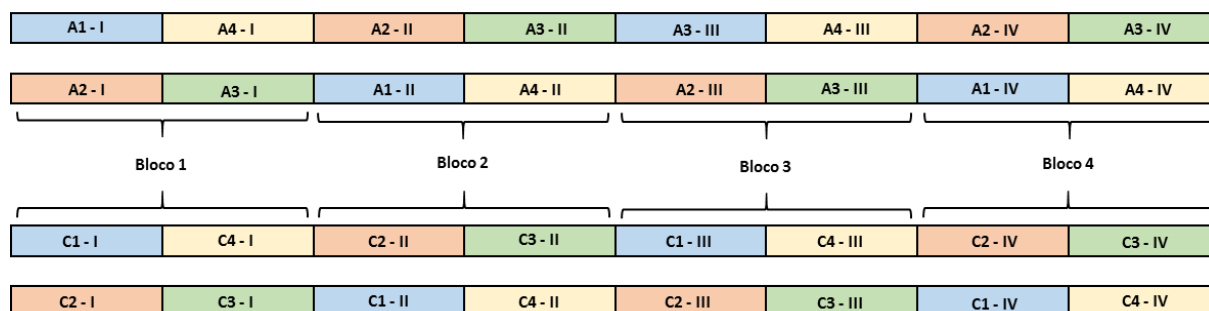 A1 - I A4 - I A2 - II A3 - II A3 - III A4 - III A2 - IV A3 - IV
A2 - I A3 - I A1 - II A4 - II A2 - III A3 - III A1 - IV A4 - IV
Bloco 1 Bloco 2 Bloco 3 Bloco 4
C1 - I C4 - I C2 - II C3 - II C1 - III C4 - III C2 - IV C3 - IV
C2 - I C3 - I C1 - II C4 - II C2 - III C3 - III C1 - IV C4 - IV